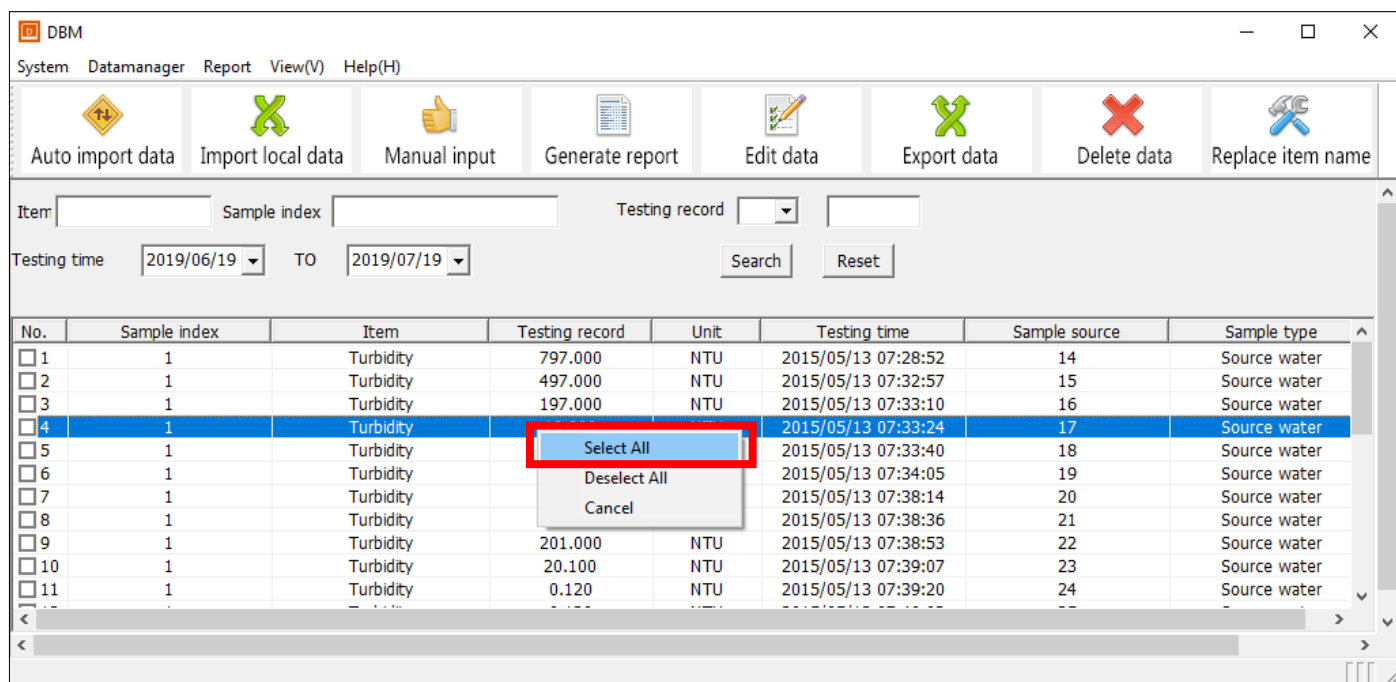 DBM
System Datamanager Report View(V) Help(H)
Auto import data Import local data Manual input Generate report Edit data Export data Delete data Replace item name
Item Sample index Testing record
Testing time 2019/06/19 TO 2019/07/19 Search Reset
No. Sample index Item Testing record Unit Testing time Sample source Sample type
1 1 Turbidity 797.000 NTU 2015/05/13 07:28:52 14 Source water
2 1 Turbidity 497.000 NTU 2015/05/13 07:32:57 15 Source water
3 1 Turbidity 197.000 NTU 2015/05/13 07:33:10 16 Source water
4 1 Turbidity 2015/05/13 07:33:24 17 Source water
5 1 Turbidity 2015/05/13 07:33:40 18 Source water
6 1 Turbidity 2015/05/13 07:34:05 19 Source water
7 1 Turbidity 2015/05/13 07:38:14 20 Source water
8 1 Turbidity 2015/05/13 07:38:36 21 Source water
9 1 Turbidity 201.000 NTU 2015/05/13 07:38:53 22 Source water
10 1 Turbidity 20.100 NTU 2015/05/13 07:39:07 23 Source water
11 1 Turbidity 0.120 NTU 2015/05/13 07:39:20 24 Source water
Select All
Deselect All
Cancel